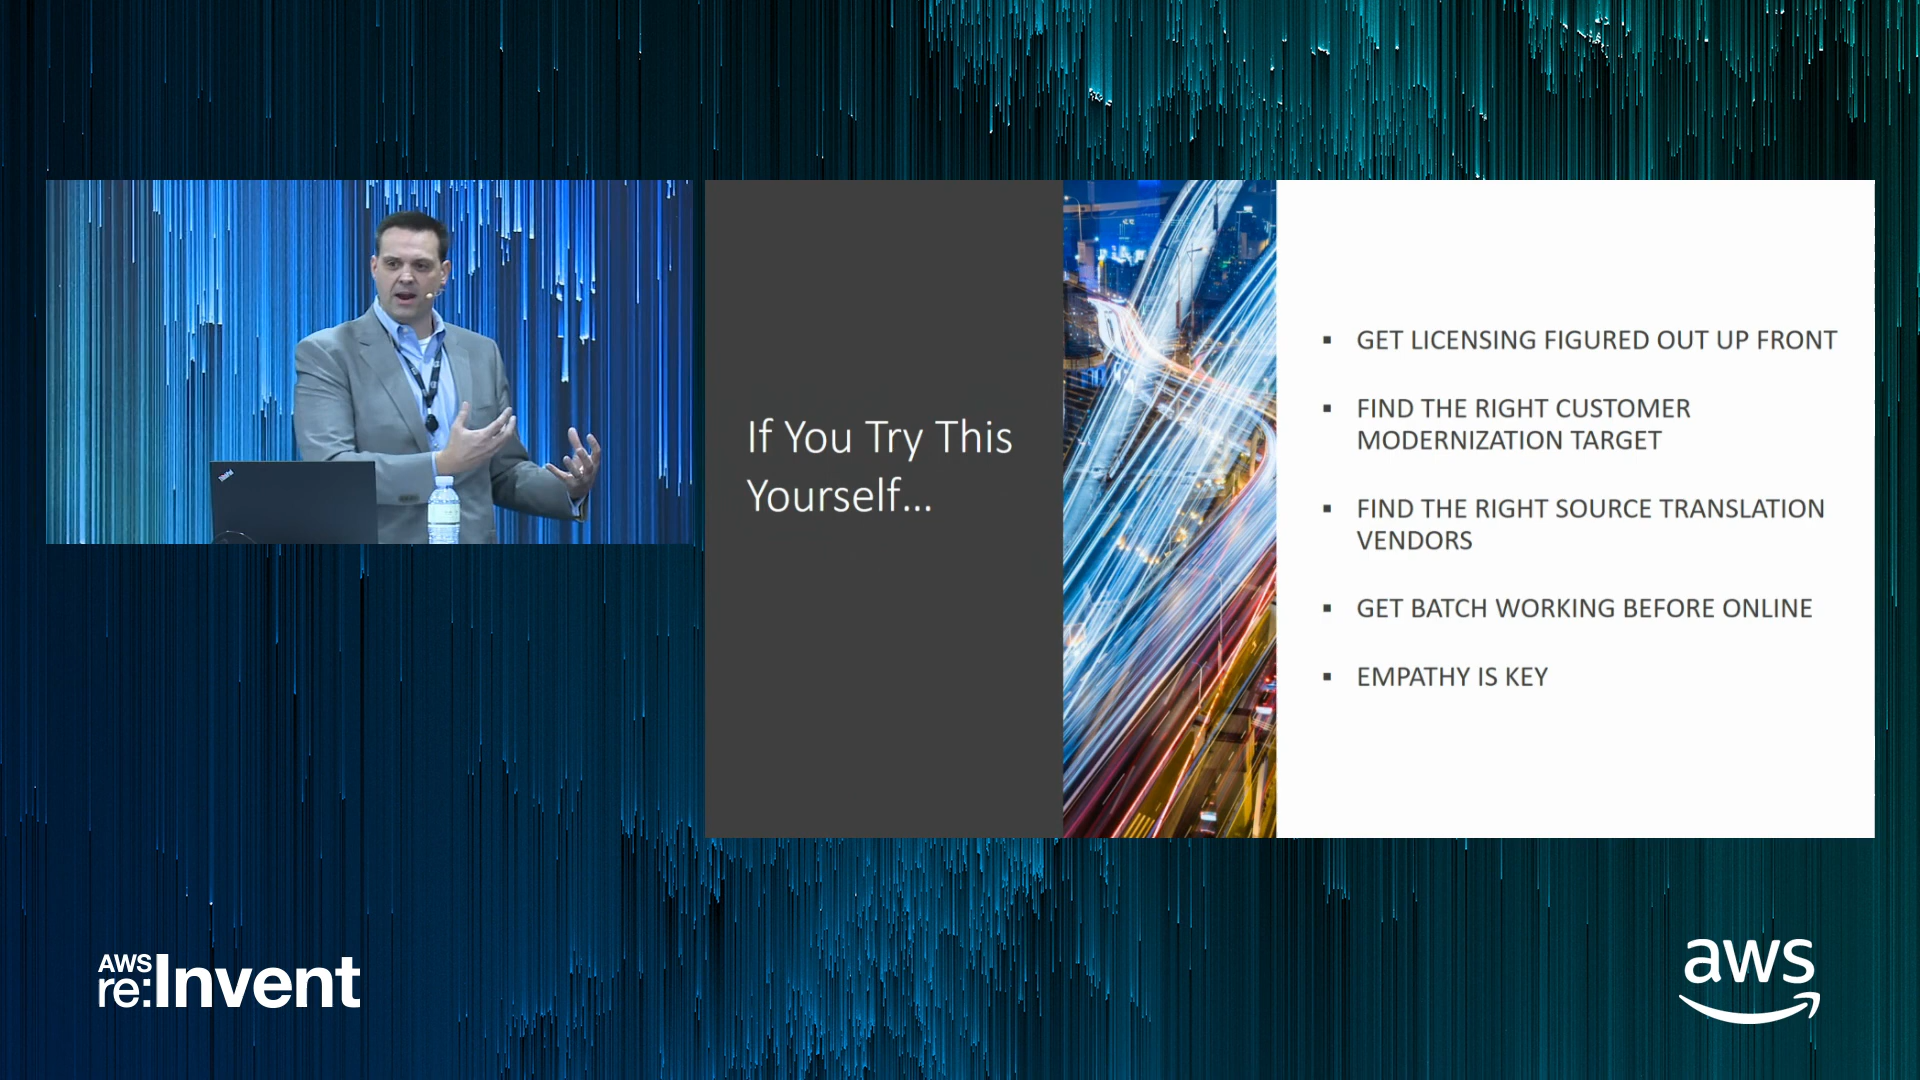 If You Try This
Yourself...
▪ GET LICENSING FIGURED OUT UP FRONT
▪ FIND THE RIGHT CUSTOMER
MODERNIZATION TARGET
▪ FIND THE RIGHT SOURCE TRANSLATION
VENDORS
▪ GET BATCH WORKING BEFORE ONLINE
▪ EMPATHY IS KEY
AWS
re:Invent
aws